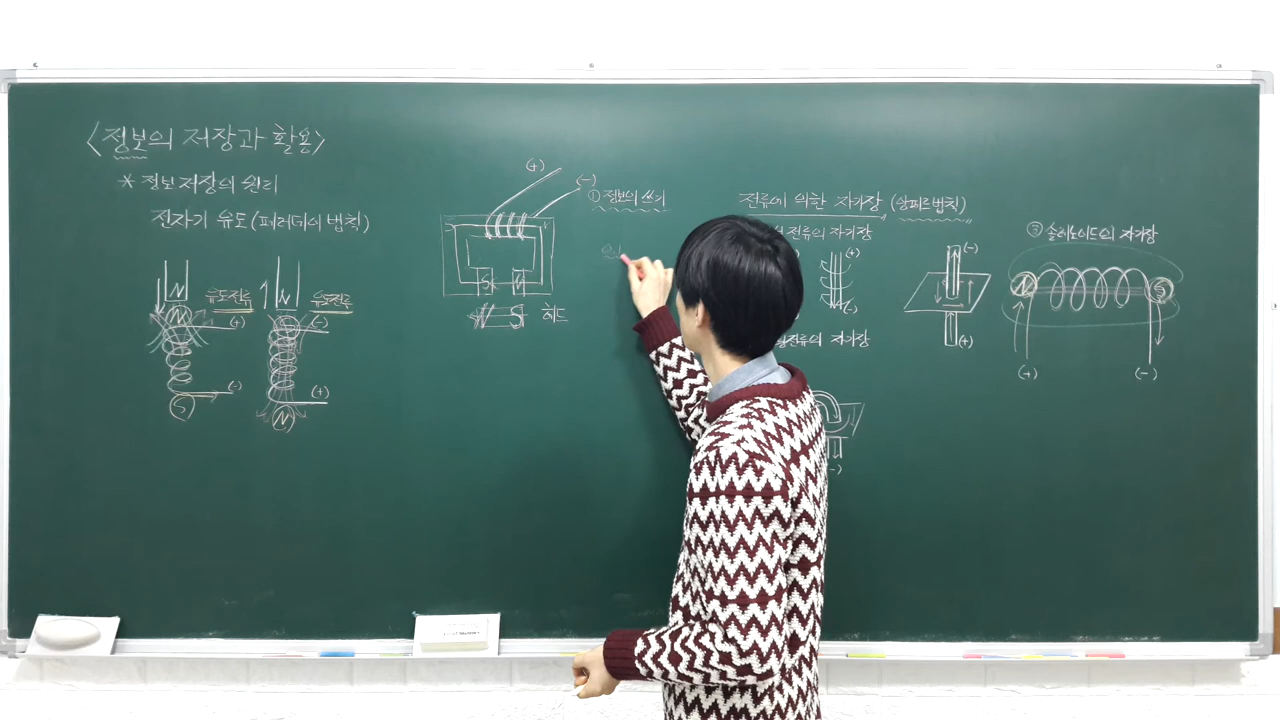 <정보의 저장과 활용>
* 정보 저장의 원리
전자기 유도 (패러데이 법칙)
N
N
유도전류
유도전류
N
(+)
(-)
(-)
(+)
S
N
(+)
(-)
S
N
N
S
헤드
① 정보의 쓰기
전류에 의한 자기장 (앙페르법칙)
전류의 자기장
(+)
(-)
전류의 자기장
(-)
(-)
(+)
③ 솔레노이드의 자기장
N
S
(+)
(-)